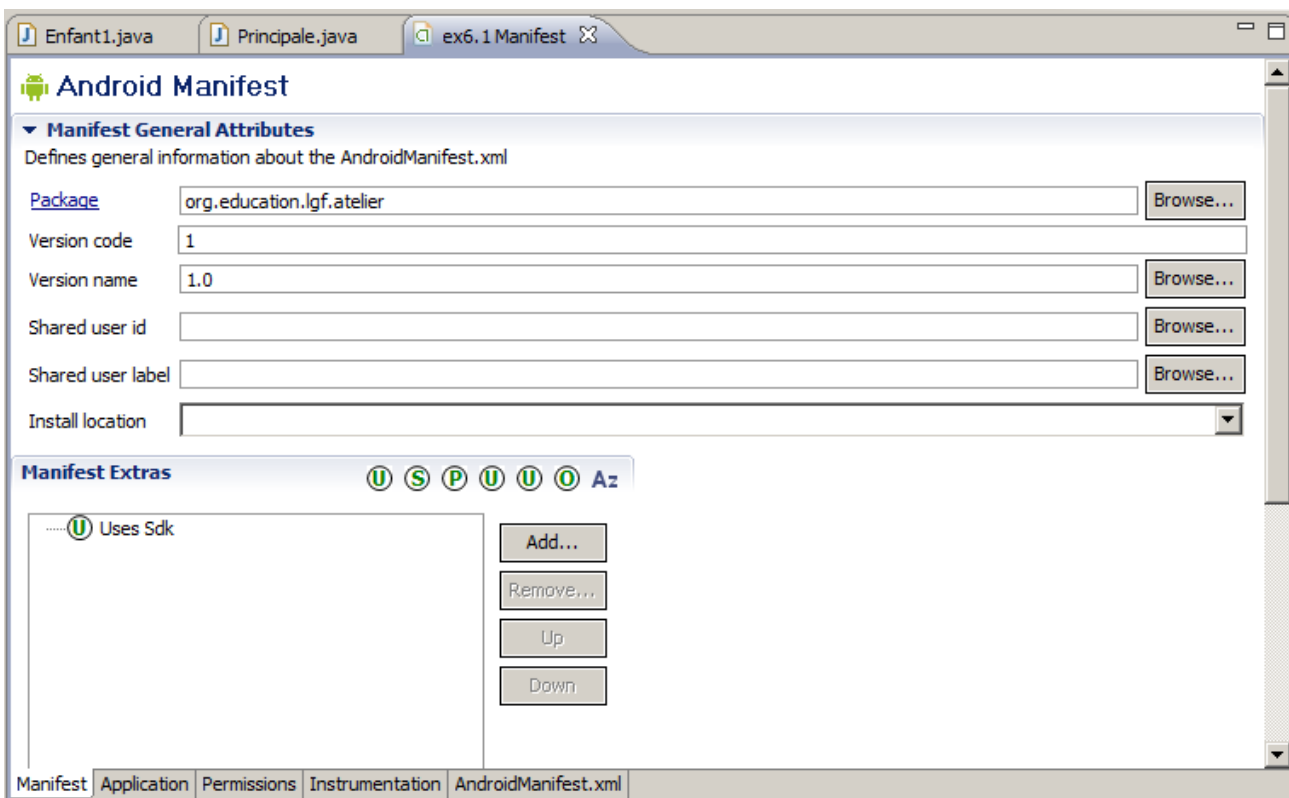 Enfant1.java Principale.java ex6.1 Manifest
Android Manifest
Manifest General Attributes
Defines general information about the AndroidManifest.xml
Package org.education.lgf.atelier Browse...
Version code 1
Version name 1.0 Browse...
Shared user id Browse...
Shared user label Browse...
Install location
Manifest Extras U S P U U O Az
U Uses Sdk
Add...
Remove...
Up
Down
Manifest Application Permissions Instrumentation AndroidManifest.xml